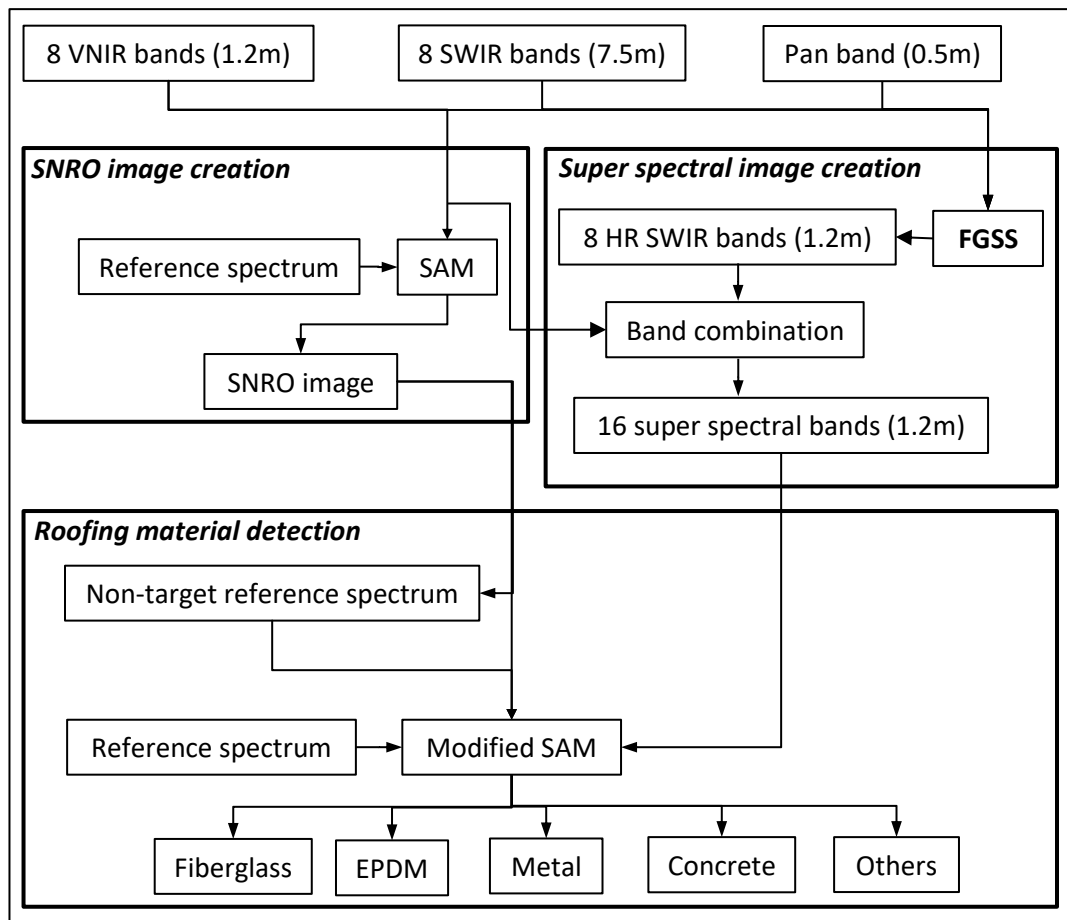 8 VNIR bands (1.2m)
8 SWIR bands (7.5m)
Pan band (0.5m)
SNRO image creation
Reference spectrum
SAM
SNRO image
Super spectral image creation
8 HR SWIR bands (1.2m)
FGSS
Band combination
16 super spectral bands (1.2m)
Roofing material detection
Non-target reference spectrum
Reference spectrum
Modified SAM
Fiberglass
EPDM
Metal
Concrete
Others